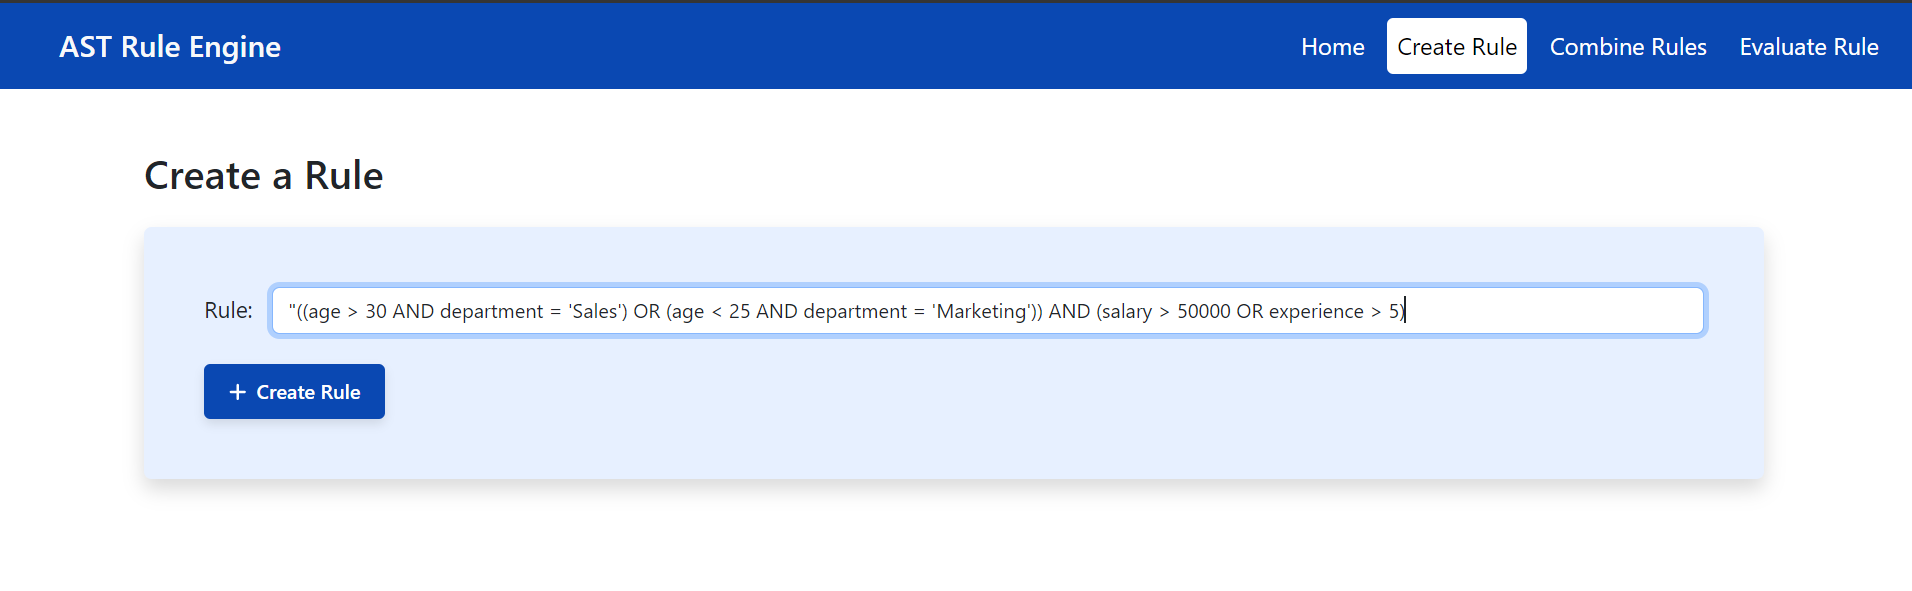 AST Rule Engine
Home Create Rule Combine Rules Evaluate Rule
Create a Rule
Rule: "((age > 30 AND department = 'Sales') OR (age < 25 AND department = 'Marketing')) AND (salary > 50000 OR experience > 5)
+ Create Rule